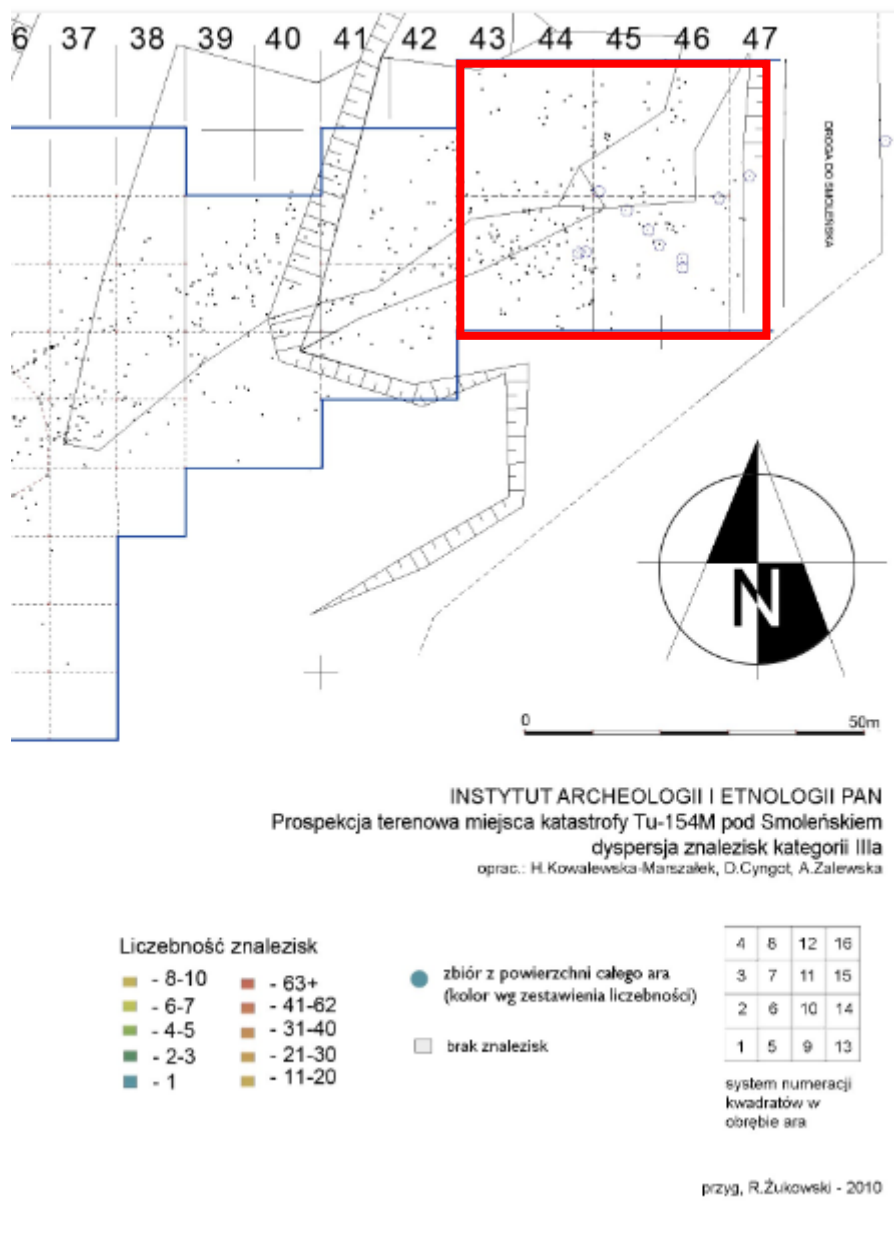 6 37 38 39 40 41 42 43 44 45 46 47
DROGA DO SMOLEŃSKA
N
0 50m
INSTYTUT ARCHEOLOGII I ETNOLOGII PAN
Prospekcja terenowa miejsca katastrofy Tu-154M pod Smoleńskiem
dyspersja znalezisk kategorii IIIa
oprac.: H.Kowalewska-Marszałek, D.Cyngot, A.Zalewska
Liczebność znalezisk
- 8-10
- 6-7
- 4-5
- 2-3
- 1
- 63+
- 41-62
- 31-40
- 21-30
- 11-20
zbiór z powierzchni całego ara
(kolor wg zestawienia liczebności)
brak znalezisk
4 8 12 16
3 7 11 15
2 6 10 14
1 5 9 13
system numeracji
kwadratów w
obrębie ara
przyg, R.Żukowski - 2010